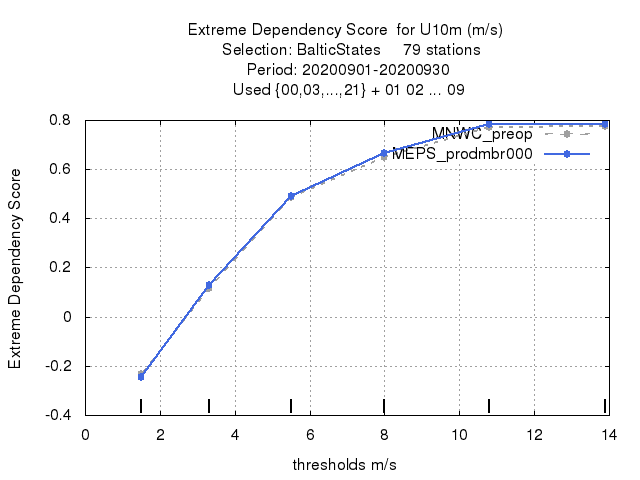 Extreme Dependency Score  for U10m (m/s)
Selection: BalticStates     79 stations
Period: 20200901-20200930
Used {00,03,...,21} + 01 02 ... 09
Extreme Dependency Score
0.8
0.6
0.4
0.2
0
-0.2
-0.4
MNWC_preop
MEPS_prodmbr000
0 2 4 6 8 10 12 14
thresholds m/s